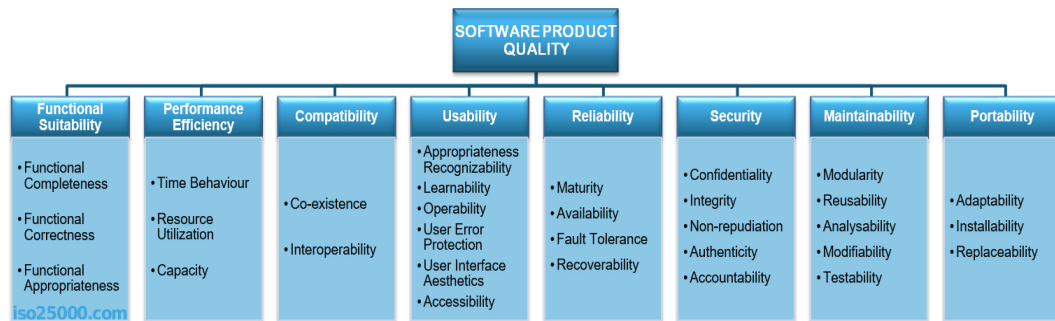 SOFTWARE PRODUCT
QUALITY
Functional
Suitability
• Functional
Completeness
• Functional
Correctness
• Functional
Appropriateness
Performance
Efficiency
• Time Behaviour
• Resource
Utilization
• Capacity
Compatibility
• Co-existence
• Interoperability
Usability
• Appropriateness
Recognizability
• Learnability
• Operability
• User Error
Protection
• User Interface
Aesthetics
• Accessibility
Reliability
• Maturity
• Availability
• Fault Tolerance
• Recoverability
Security
• Confidentiality
• Integrity
• Non-repudiation
• Authenticity
• Accountability
Maintainability
• Modularity
• Reusability
• Analysability
• Modifiability
• Testability
Portability
• Adaptability
• Installability
• Replaceability
iso25000.com